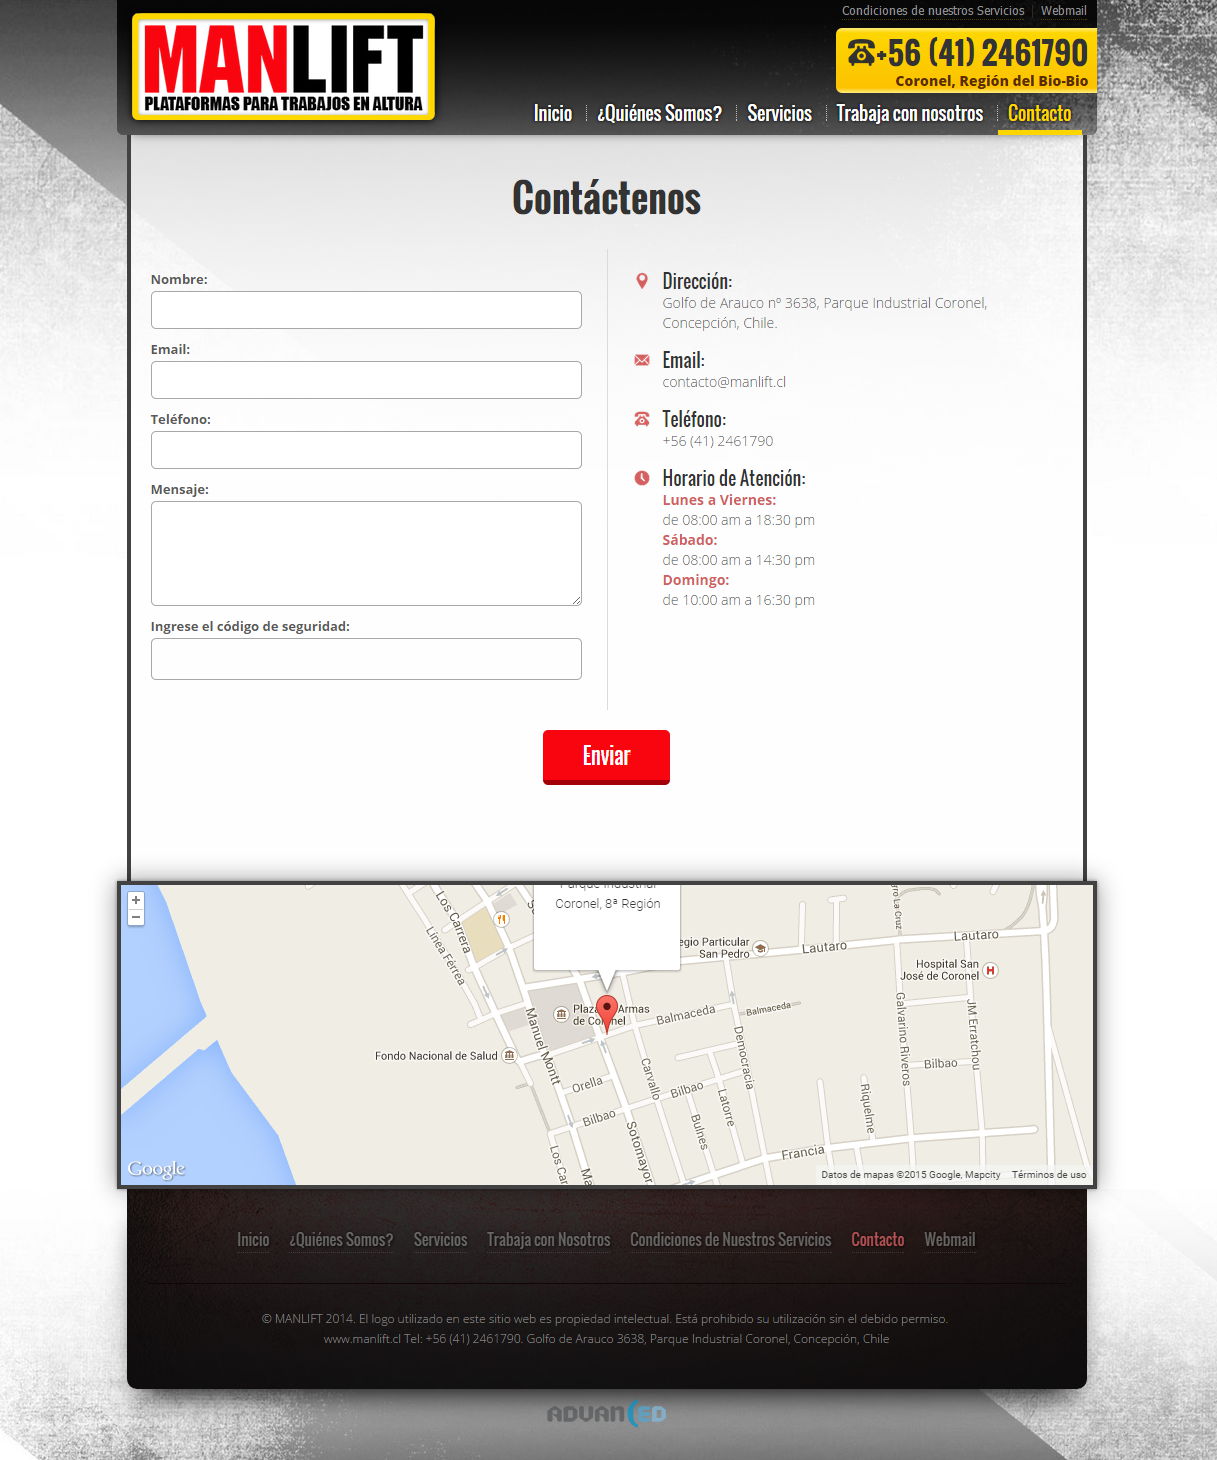 Condiciones de nuestros Servicios
Webmail
MANLIFT
PLATAFORMAS PARA TRABAJOS EN ALTURA
+56 (41) 2461790
Coronel, Región del Bio-Bio
Inicio
¿Quiénes Somos?
Servicios
Trabaja con nosotros
Contacto
Contáctenos
Nombre:
Email:
Teléfono:
Mensaje:
Ingrese el código de seguridad:
Dirección:
Golfo de Arauco nº 3638, Parque Industrial Coronel,
Concepción, Chile.
Email:
contacto@manlift.cl
Teléfono:
+56 (41) 2461790
Horario de Atención:
Lunes a Viernes:
de 08:00 am a 18:30 pm
Sábado:
de 08:00 am a 14:30 pm
Domingo:
de 10:00 am a 16:30 pm
Enviar
Parque Industrial
Coronel, 8ª Región
Los Carrera
Línea Férrea
egio Particular
San Pedro
Lautaro
Lautaro
Hospital San
José de Coronel
H
Galvarino Riveros
JM Erratchou
Plaza Armas
de Co nel
Balmaceda
Balmaceda
Manuel Montt
Fondo Nacional de Salud
Democracia
Carvallo
Orella
Bilbao
Bilbao
Bilbao
Latorre
Bulnes
Riquelme
Sotomayor
Francia
Los Car
Ma
Google
Datos de mapas ©2015 Google, Mapcity
Términos de uso
Inicio
¿Quiénes Somos?
Servicios
Trabaja con Nosotros
Condiciones de Nuestros Servicios
Contacto
Webmail
© MANLIFT 2014. El logo utilizado en este sitio web es propiedad intelectual. Está prohibido su utilización sin el debido permiso.
www.manlift.cl Tel: +56 (41) 2461790. Golfo de Arauco 3638, Parque Industrial Coronel, Concepción, Chile
ADVANCED